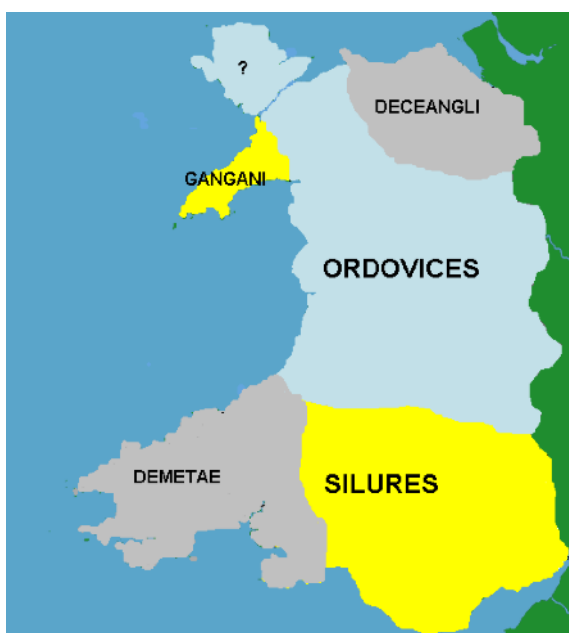 ?
DECEANGLI
GANGANI
ORDOVICES
DEMETAE
SILURES